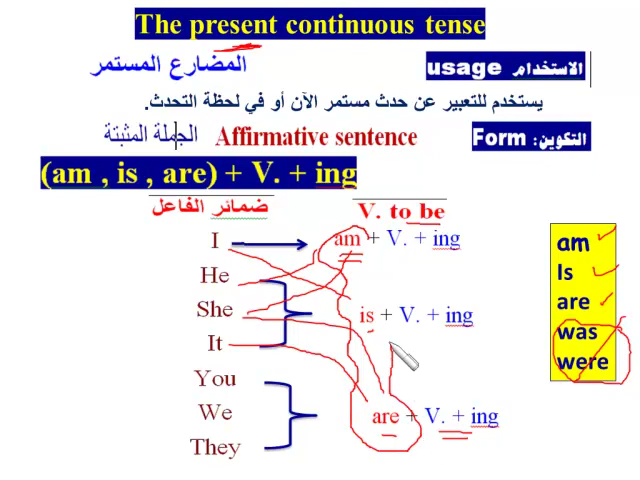 The present continuous tense
المضارع المستمر
الاستخدام usage
يستخدم للتعبير عن حدث مستمر الآن أو في لحظة التحدث.
التكوين: Form Affirmative sentence الجملة المثبتة
(am , is , are) + V. + ing
ضمائر الفاعل V. to be
I am + V. + ing
He
She is + V. + ing
It
You
We are + V. + ing
They
am
Is
are
was
were